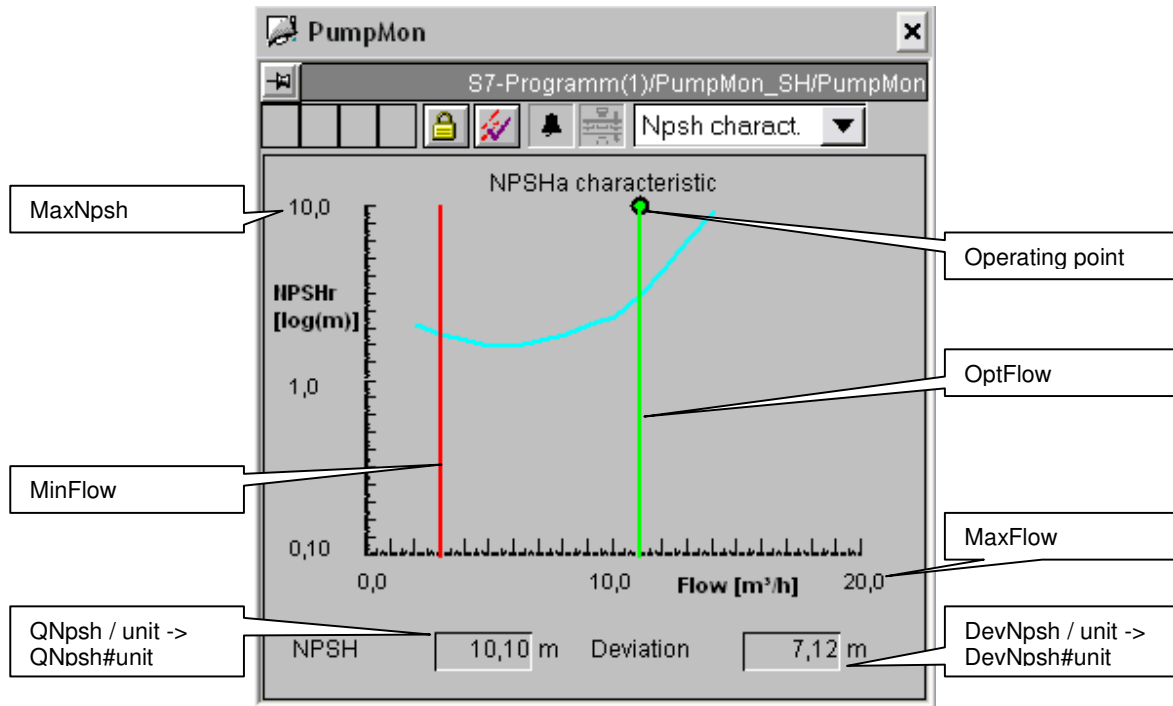 PumpMon
S7-Programm(1)/PumpMon_SH/PumpMon
Npsh charact.
NPSHa characteristic
MaxNpsh
10,0
Operating point
NPSHr
[log(m)]
OptFlow
1,0
MinFlow
0,10
MaxFlow
0,0 10,0 Flow [m³/h] 20,0
QNpsh / unit ->
QNpsh#unit
NPSH 10,10 m Deviation 7,12 m
DevNpsh / unit ->
DevNpsh#unit